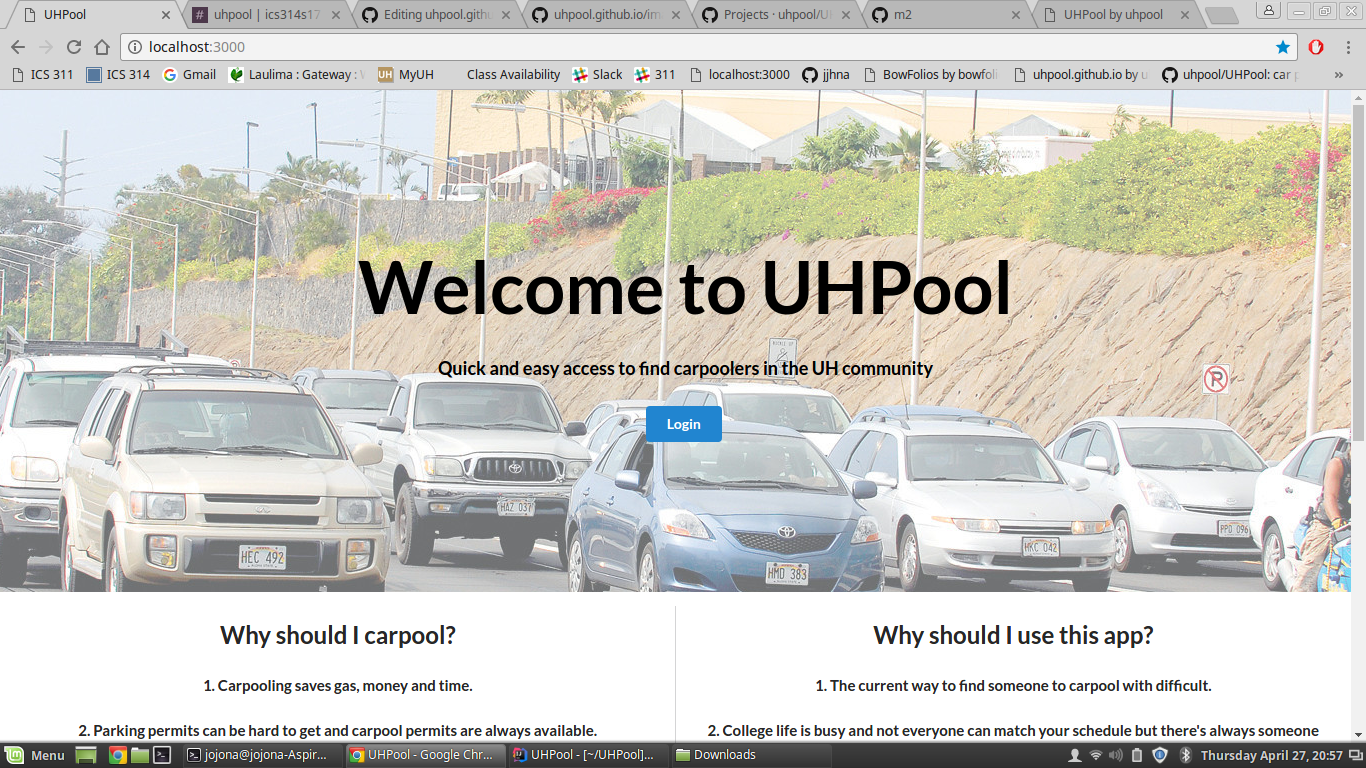 UHPool
uhpool | ics314s17
Editing uhpool.gith
uhpool.github.io/im
Projects · uhpool/U
m2
UHPool by uhpool
localhost:3000
ICS 311
ICS 314
Gmail
Laulima : Gateway :
UH
MyUH
Class Availability
Slack
311
localhost:3000
jjhna
BowFolios by bowfoli
uhpool.github.io by u
uhpool/UHPool: car p
»
Welcome to UHPool
Quick and easy access to find carpoolers in the UH community
Login
HEC 492
HAZ 037
HMD 383
HKC 042
PPD 096
Why should I carpool?
1. Carpooling saves gas, money and time.
2. Parking permits can be hard to get and carpool permits are always available.
Why should I use this app?
1. The current way to find someone to carpool with difficult.
2. College life is busy and not everyone can match your schedule but there's always someone
Menu
jojona@jojona-Aspir...
UHPool - Google Chr...
UHPool - [~/UHPool]...
Downloads
Thursday April 27, 20:57